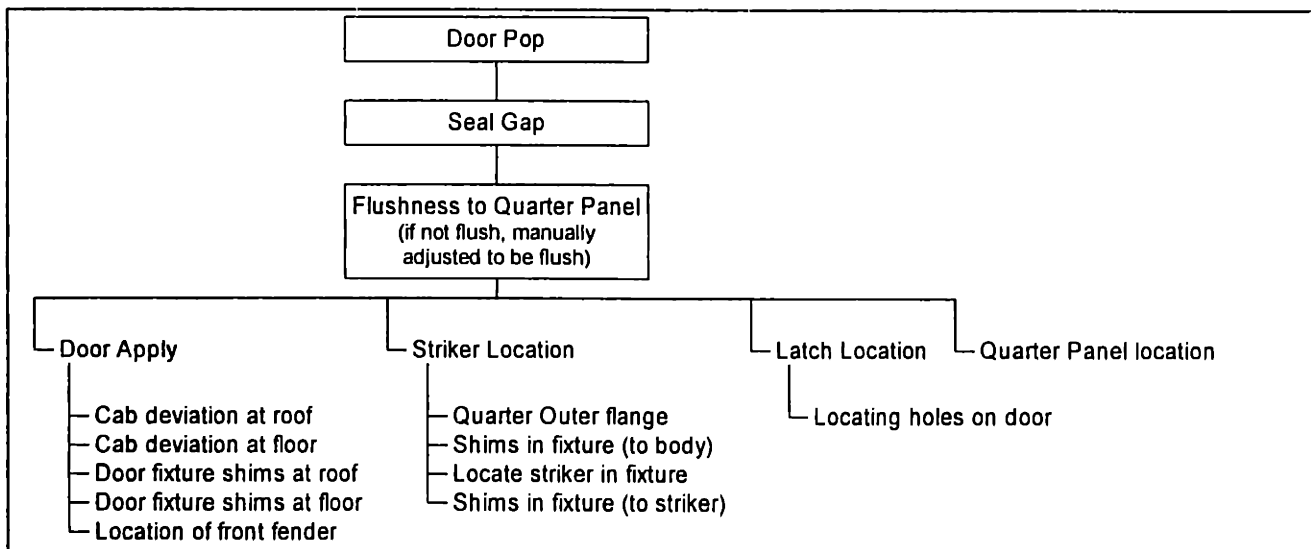 Door Pop
Seal Gap
Flushness to Quarter Panel
(if not flush, manually
adjusted to be flush)
Door Apply
Cab deviation at roof
Cab deviation at floor
Door fixture shims at roof
Door fixture shims at floor
Location of front fender
Striker Location
Quarter Outer flange
Shims in fixture (to body)
Locate striker in fixture
Shims in fixture (to striker)
Latch Location
Locating holes on door
Quarter Panel location